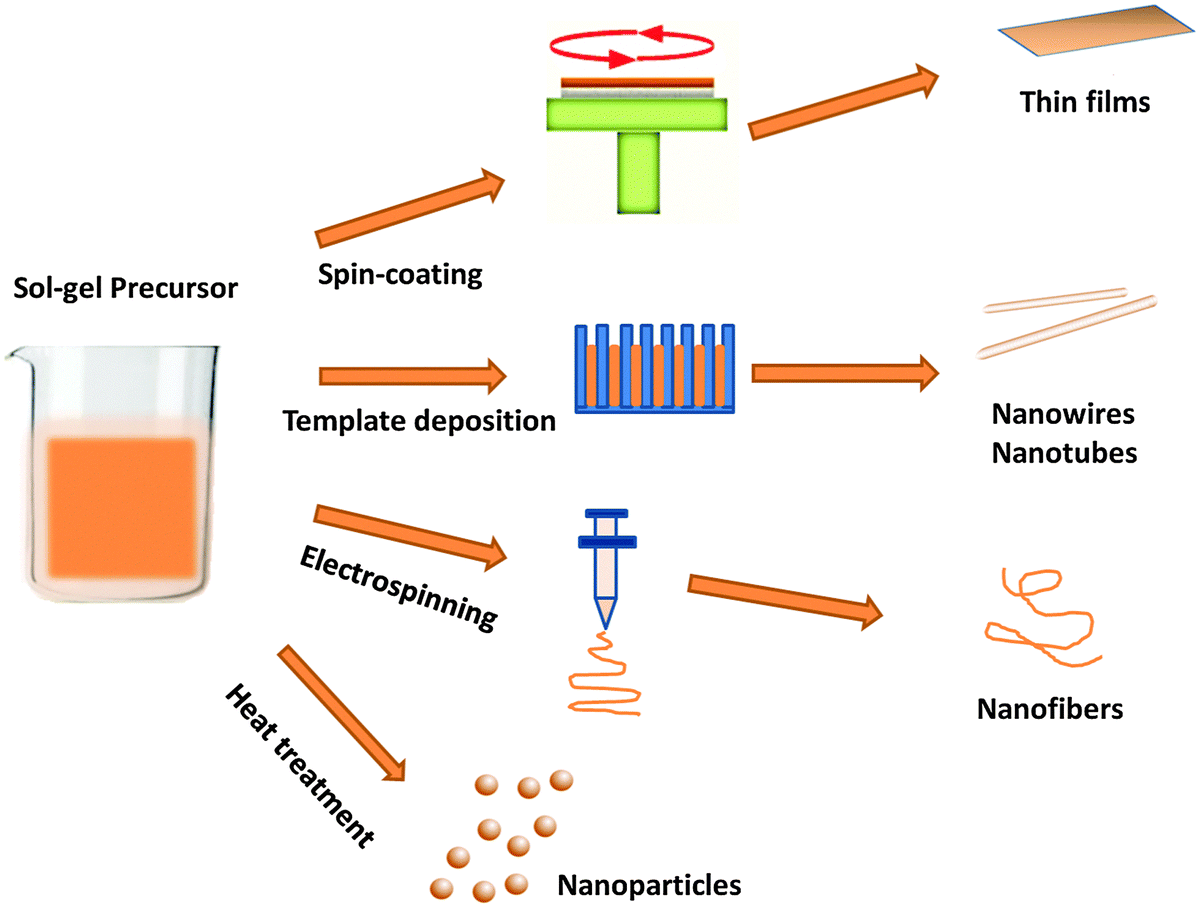 Thin films
Sol-gel Precursor
Spin-coating
Template deposition
Nanowires
Nanotubes
Electrospinning
Nanofibers
Heat treatment
Nanoparticles